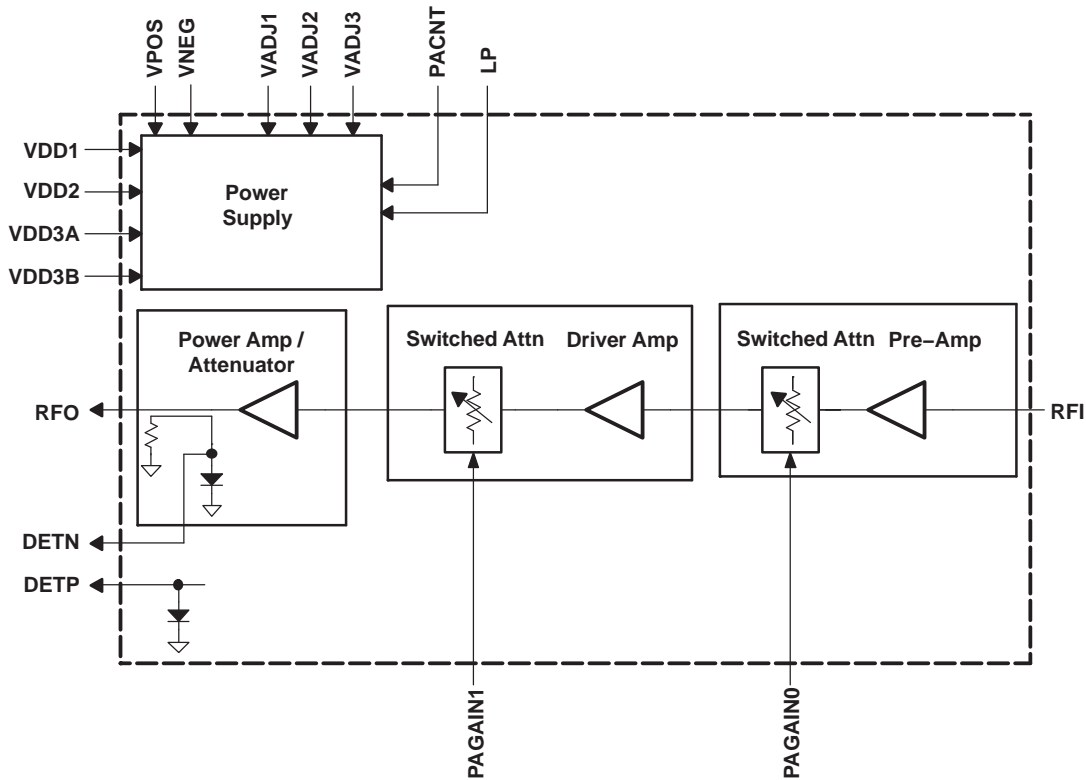 VPOS
VNEG
VADJ1
VADJ2
VADJ3
PACNT
LP
VDD1
VDD2
VDD3A
VDD3B
Power
Supply
Power Amp /
Attenuator
Switched Attn
Driver Amp
Switched Attn
Pre−Amp
RFO
RFI
DETN
DETP
PAGAIN1
PAGAIN0